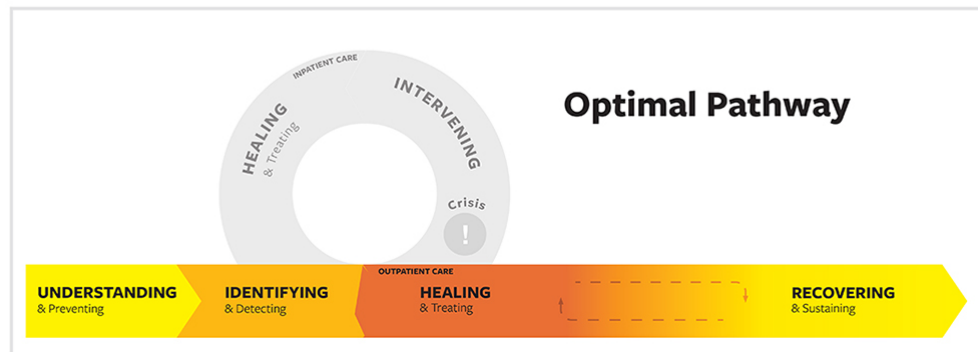 Optimal Pathway
INPATIENT CARE
HEALING
& Treating
INTERVENING
Crisis
!
OUTPATIENT CARE
UNDERSTANDING
& Preventing
IDENTIFYING
& Detecting
HEALING
& Treating
RECOVERING
& Sustaining